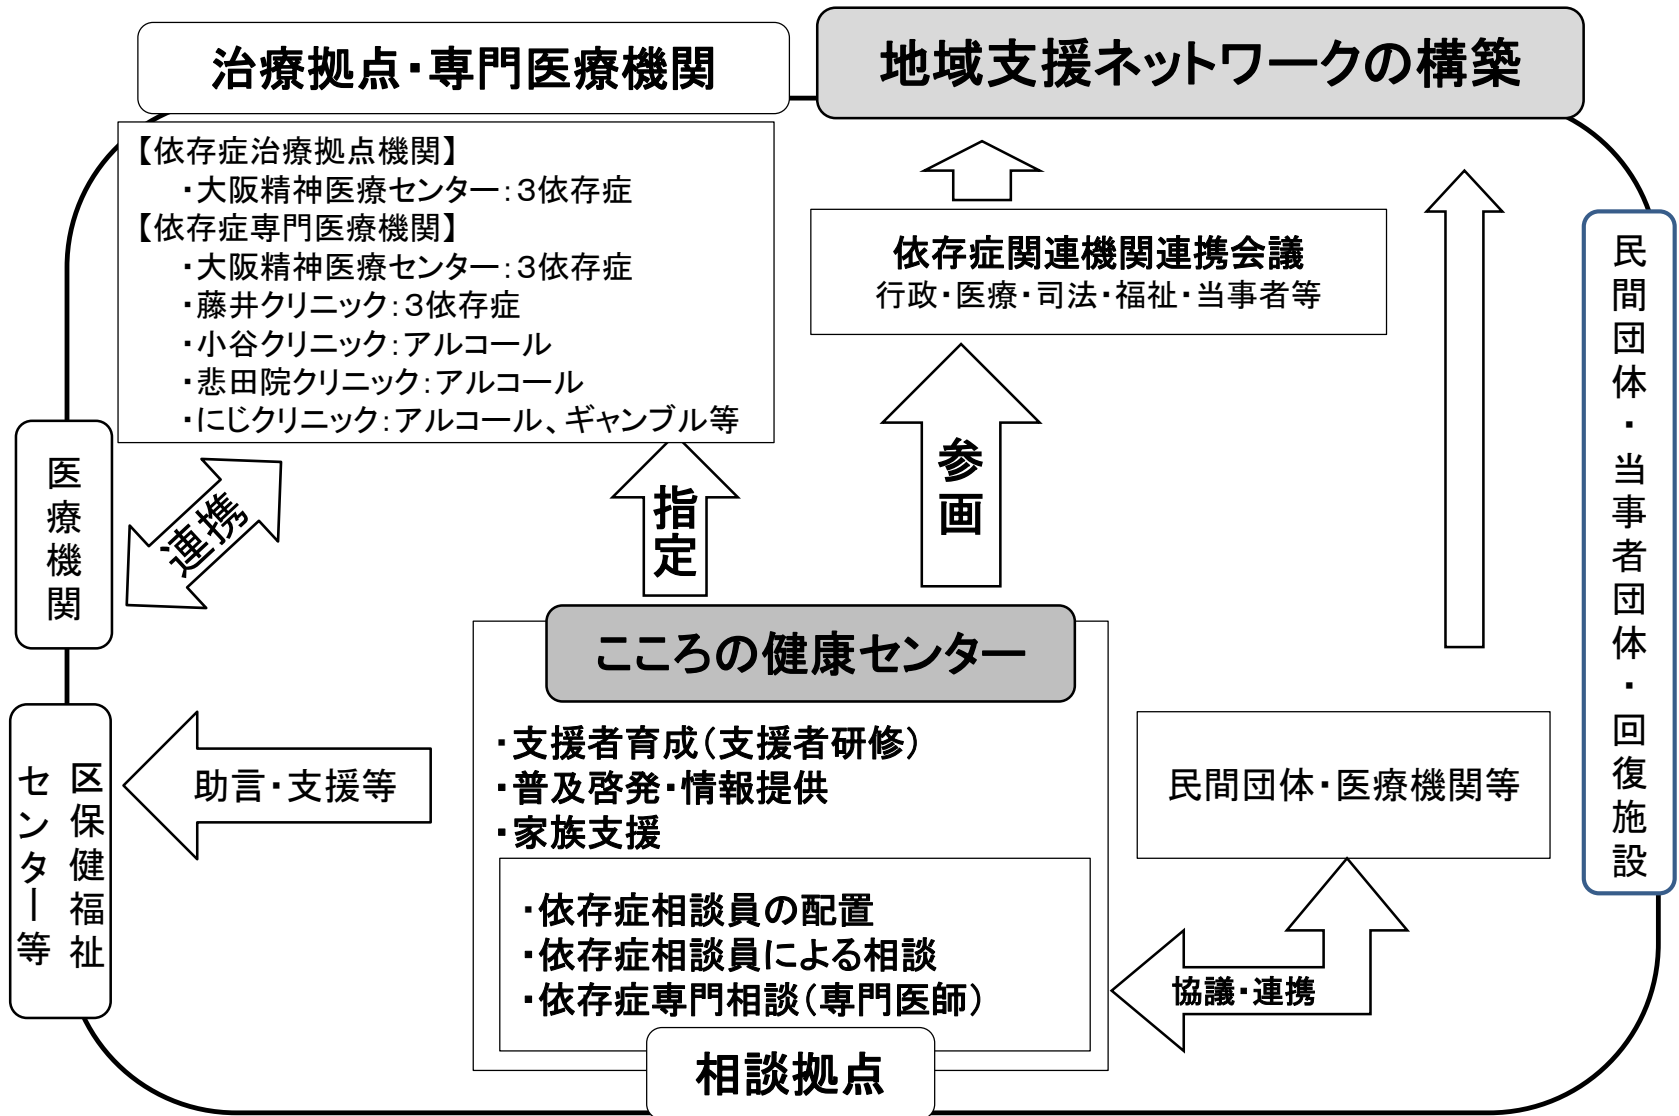 治療拠点・専門医療機関
地域支援ネットワークの構築
【依存症治療拠点機関】
・大阪精神医療センター：３依存症
【依存症専門医療機関】
・大阪精神医療センター：３依存症
・藤井クリニック：３依存症
・小谷クリニック：アルコール
・悲田院クリニック：アルコール
・にじクリニック：アルコール、ギャンブル等
依存症関連機関連携会議
行政・医療・司法・福祉・当事者等
民間団体・当事者団体・回復施設
医療機関
連携
指定
参画
こころの健康センター
・支援者育成（支援者研修）
・普及啓発・情報提供
・家族支援
区保健福祉
センター等
助言・支援等
民間団体・医療機関等
・依存症相談員の配置
・依存症相談員による相談
・依存症専門相談（専門医師）
協議・連携
相談拠点